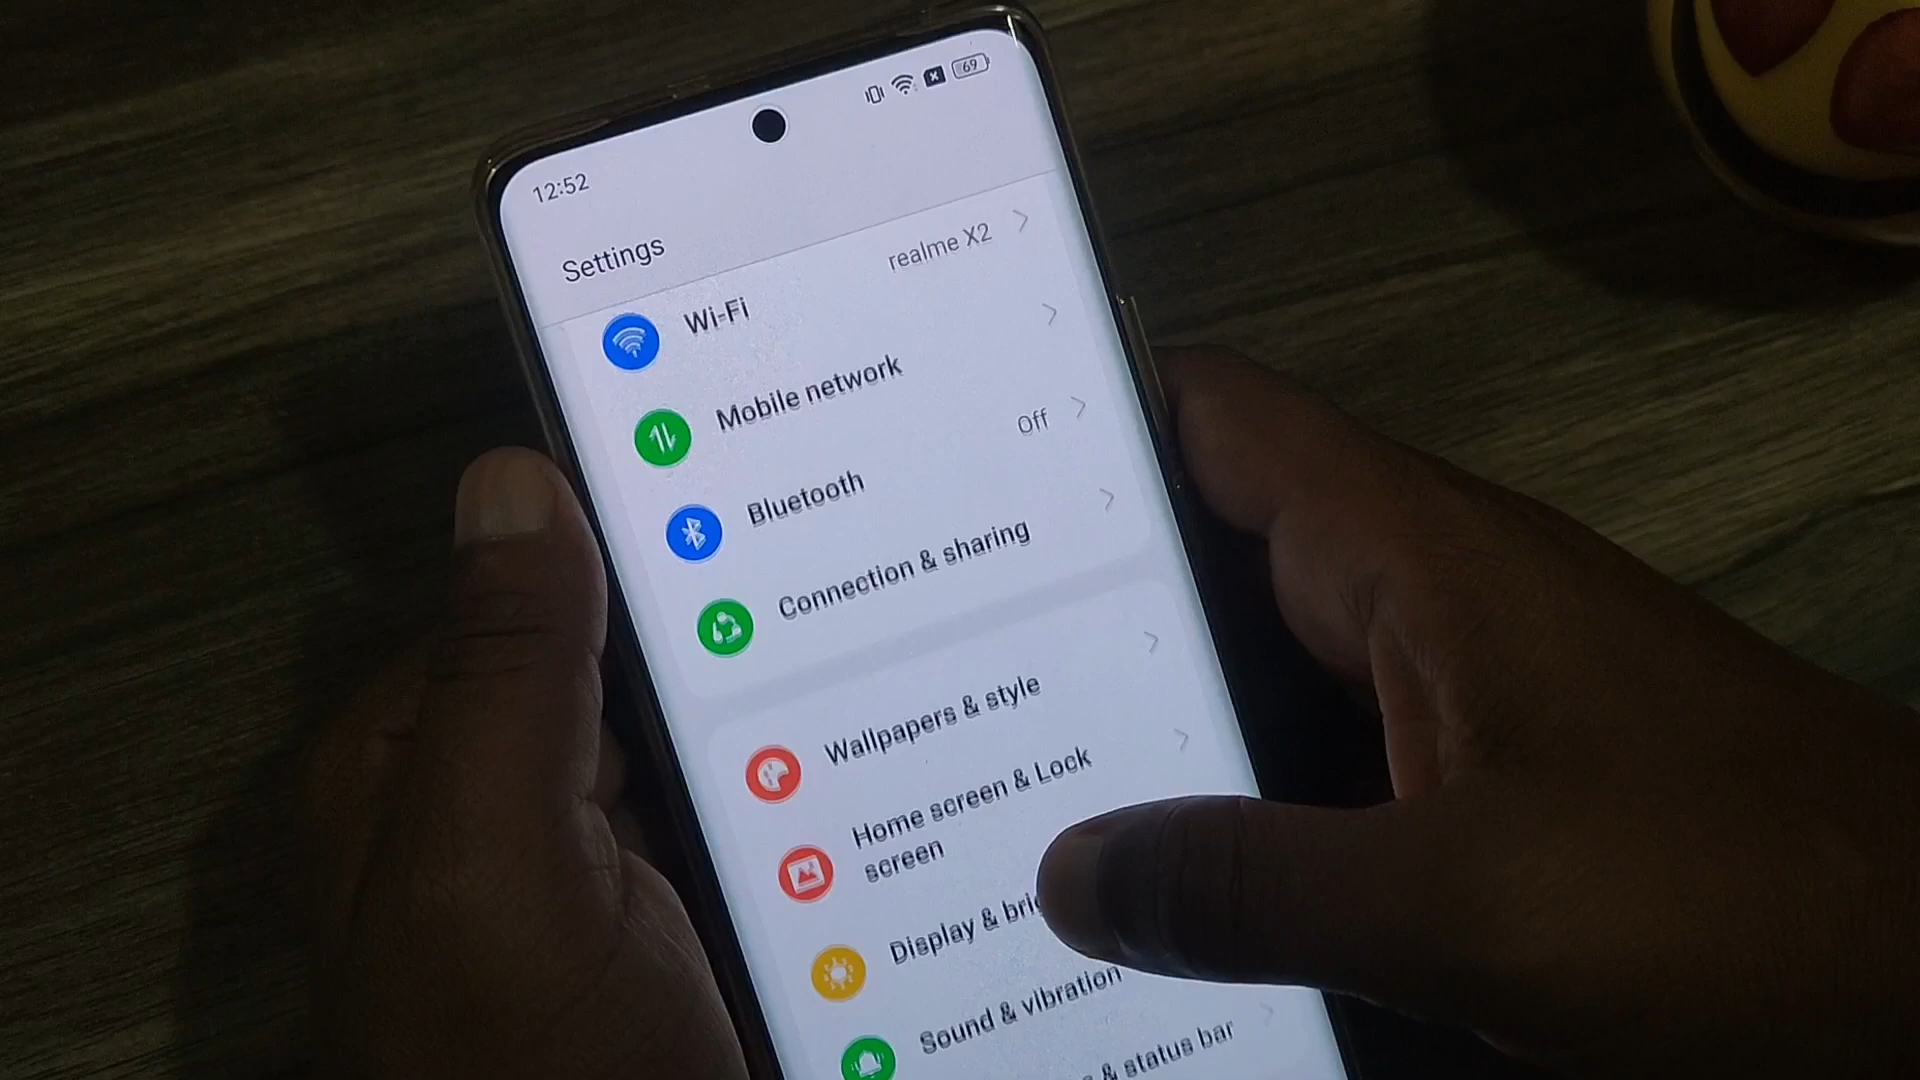 69
12:52
Settings
Wi-Fi
realme X2
Mobile network
Bluetooth
Off
Connection & sharing
Wallpapers & style
Home screen & Lock
screen
Display &
Sound & vibration
& status bar